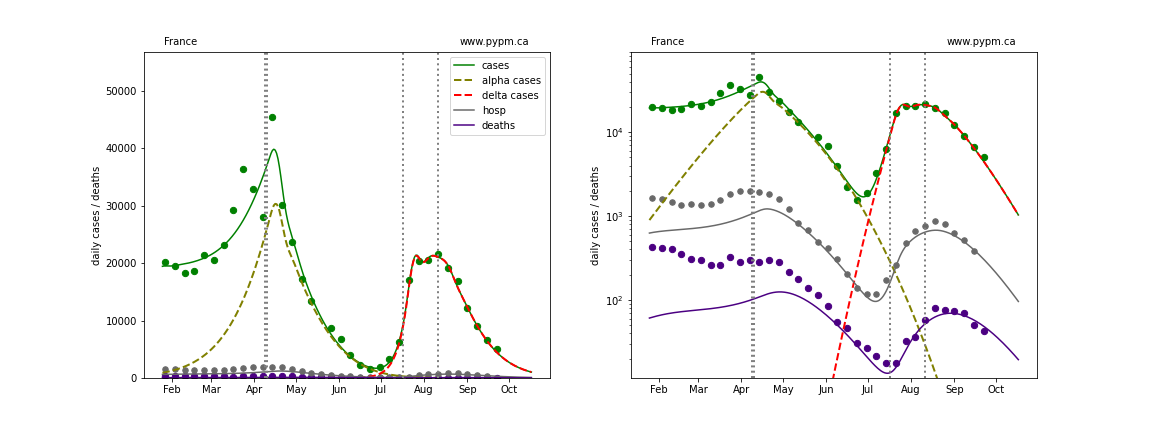 France www.pypm.ca
daily cases / deaths
50000
40000
30000
20000
10000
0
cases
alpha cases
delta cases
hosp
deaths
Feb Mar Apr May Jun Jul Aug Sep Oct
France www.pypm.ca
daily cases / deaths
10⁴
10³
10²
Feb Mar Apr May Jun Jul Aug Sep Oct